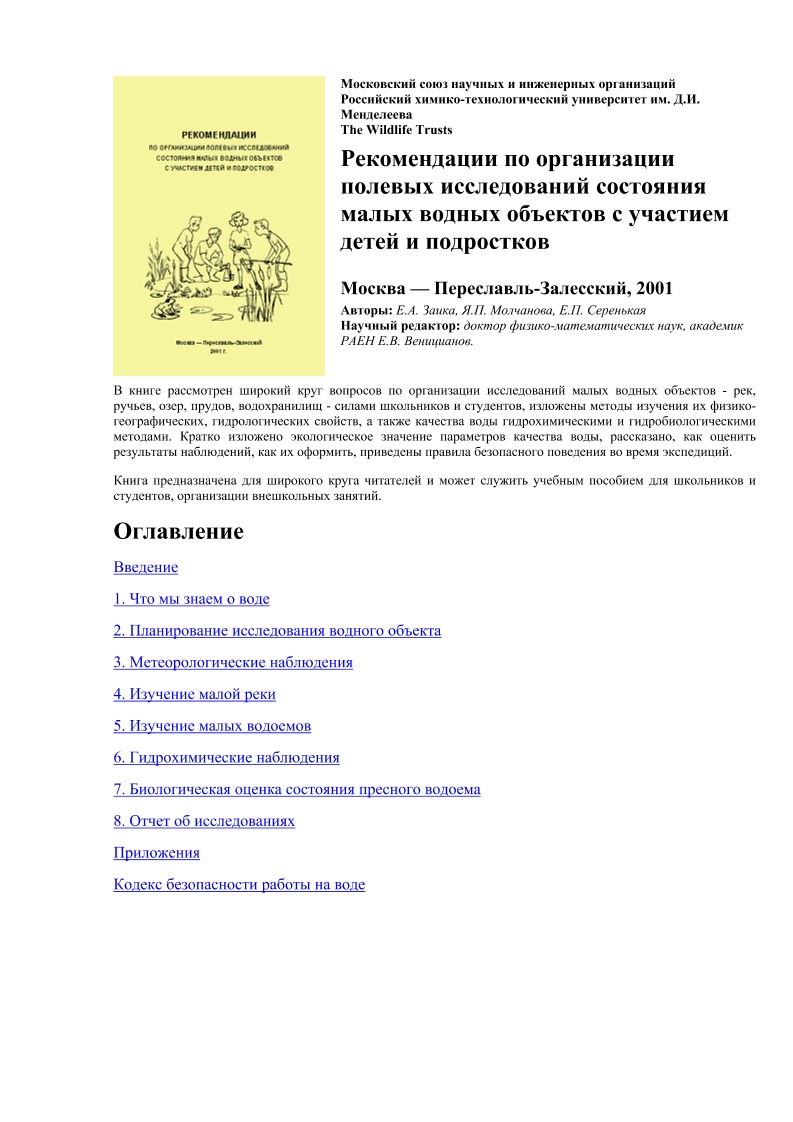 РЕКОМЕНДАЦИИ
ПО ОРГАНИЗАЦИИ ПОЛЕВЫХ ИССЛЕДОВАНИЙ
СОСТОЯНИЯ МАЛЫХ ВОДНЫХ ОБЪЕКТОВ
С УЧАСТИЕМ ДЕТЕЙ И ПОДРОСТКОВ
Москва — Переславль-Залесский
2001 г.
Московский союз научных и инженерных организаций
Российский химико-технологический университет им. Д.И.
Менделеева
The Wildlife Trusts
Рекомендации по организации
полевых исследований состояния
малых водных объектов с участием
детей и подростков
Москва — Переславль-Залесский, 2001
Авторы: Е.А. Заика, Я.П. Молчанова, Е.П. Серенькая
Научный редактор: доктор физико-математических наук, академик
РАЕН Е.В. Веницианов.
В книге рассмотрен широкий круг вопросов по организации исследований малых водных объектов - рек,
ручьев, озер, прудов, водохранилищ - силами школьников и студентов, изложены методы изучения их физико-
географических, гидрологических свойств, а также качества воды гидрохимическими и гидробиологическими
методами. Кратко изложено экологическое значение параметров качества воды, рассказано, как оценить
результаты наблюдений, как их оформить, приведены правила безопасного поведения во время экспедиций.
Книга предназначена для широкого круга читателей и может служить учебным пособием для школьников и
студентов, организации внешкольных занятий.
Оглавление
Введение
1. Что мы знаем о воде
2. Планирование исследования водного объекта
3. Метеорологические наблюдения
4. Изучение малой реки
5. Изучение малых водоемов
6. Гидрохимические наблюдения
7. Биологическая оценка состояния пресного водоема
8. Отчет об исследованиях
Приложения
Кодекс безопасности работы на воде